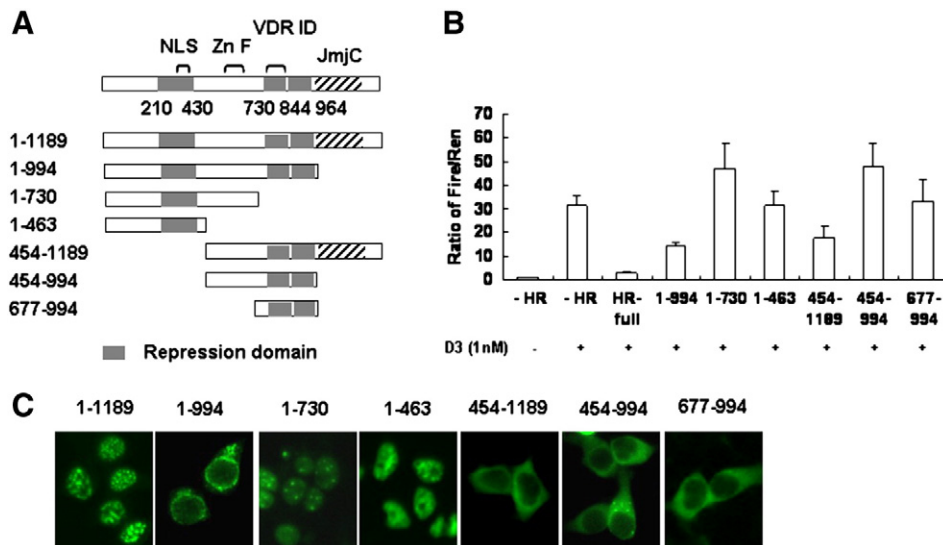 A
VDR ID
NLS Zn F
JmjC
210 430 730 844 964
1-1189
1-994
1-730
1-463
454-1189
454-994
677-994
Repression domain
B
Ratio of Fire/Ren
70
60
50
40
30
20
10
0
- HR - HR HR- 1-994 1-730 1-463 454- 454- 677-
full 1189 994 994
D3 (1nM) - + + + + + + + +
C
1-1189 1-994 1-730 1-463 454-1189 454-994 677-994